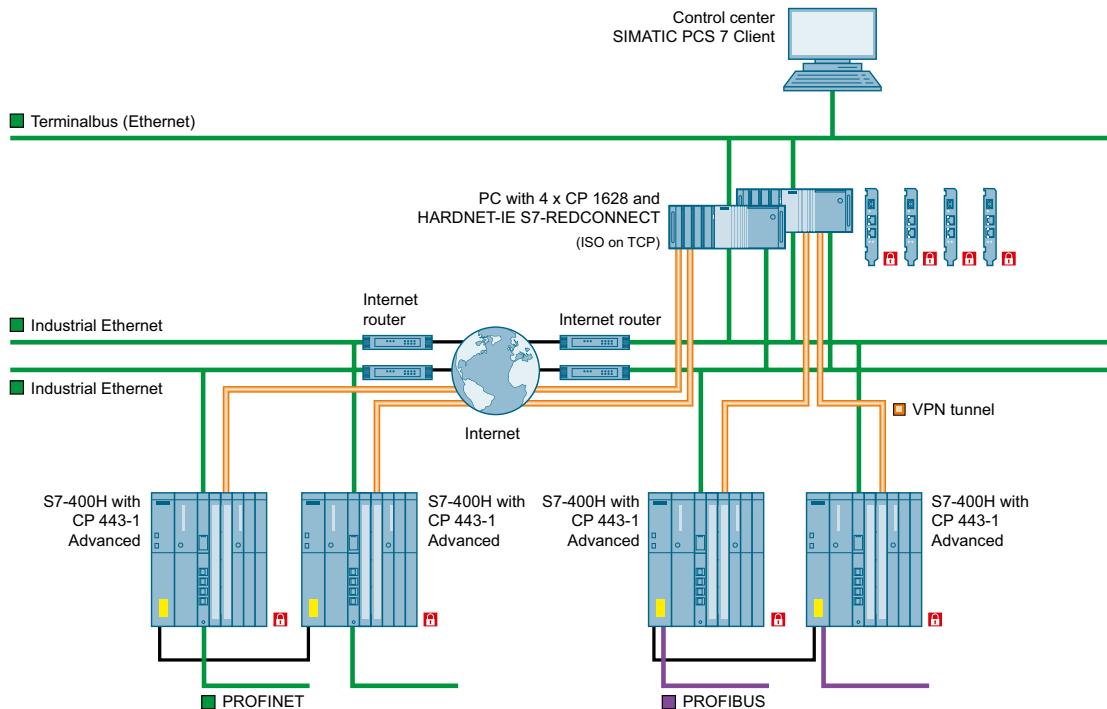 Control center
SIMATIC PCS 7 Client
Terminalbus (Ethernet)
PC with 4 x CP 1628 and
HARDNET-IE S7-REDCONNECT
(ISO on TCP)
Internet
router
Internet router
Industrial Ethernet
Industrial Ethernet
VPN tunnel
Internet
S7-400H with
CP 443-1
Advanced
S7-400H with
CP 443-1
Advanced
S7-400H with
CP 443-1
Advanced
S7-400H with
CP 443-1
Advanced
PROFINET
PROFIBUS